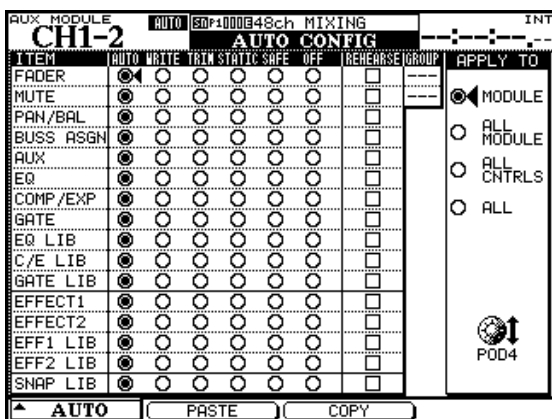 AUX MODULE
CH1-2
AUTO
48ch MIXING
INT
AUTO CONFIG
--:--:--.--
ITEM AUTO WRITE TRIM STATIC SAFE OFF REHEARSE GROUP
APPLY TO
FADER ---
MUTE ---
MODULE
PAN/BAL
BUSS ASGN
ALL MODULE
AUX
EQ
ALL CNTRLS
COMP/EXP
GATE
ALL
EQ LIB
C/E LIB
GATE LIB
EFFECT1
EFFECT2
EFF1 LIB
EFF2 LIB
POD4
SNAP LIB
AUTO PASTE COPY